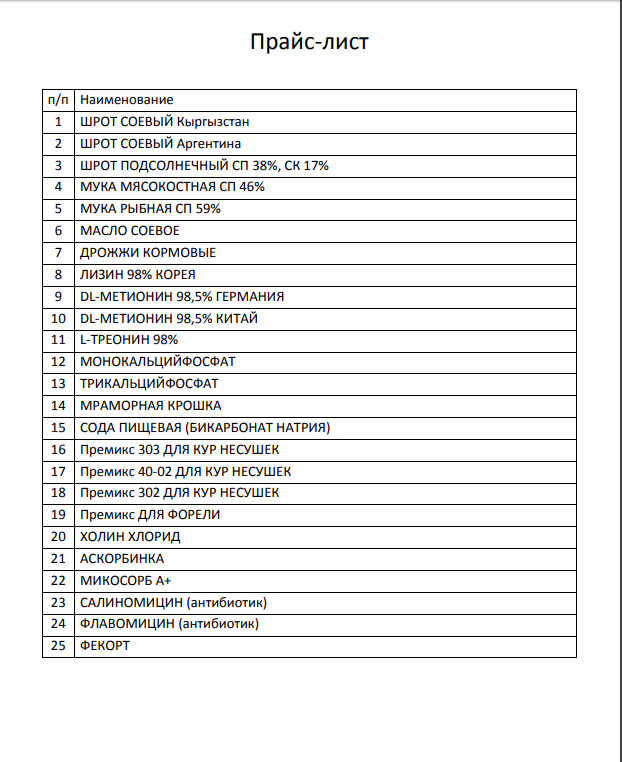 Прайс-лист
п/п Наименование
1 ШРОТ СОЕВЫЙ Кыргызстан
2 ШРОТ СОЕВЫЙ Аргентина
3 ШРОТ ПОДСОЛНЕЧНЫЙ СП 38%, СК 17%
4 МУКА МЯСОКОСТНАЯ СП 46%
5 МУКА РЫБНАЯ СП 59%
6 МАСЛО СОЕВОЕ
7 ДРОЖЖИ КОРМОВЫЕ
8 ЛИЗИН 98% КОРЕЯ
9 DL-МЕТИОНИН 98,5% ГЕРМАНИЯ
10 DL-МЕТИОНИН 98,5% КИТАЙ
11 L-ТРЕОНИН 98%
12 МОНОКАЛЬЦИЙФОСФАТ
13 ТРИКАЛЬЦИЙФОСФАТ
14 МРАМОРНАЯ КРОШКА
15 СОДА ПИЩЕВАЯ (БИКАРБОНАТ НАТРИЯ)
16 Премикс 303 ДЛЯ КУР НЕСУШЕК
17 Премикс 40-02 ДЛЯ КУР НЕСУШЕК
18 Премикс 302 ДЛЯ КУР НЕСУШЕК
19 Премикс ДЛЯ ФОРЕЛИ
20 ХОЛИН ХЛОРИД
21 АСКОРБИНКА
22 МИКОСОРБ А+
23 САЛИНОМИЦИН (антибиотик)
24 ФЛАВОМИЦИН (антибиотик)
25 ФЕКОРТ